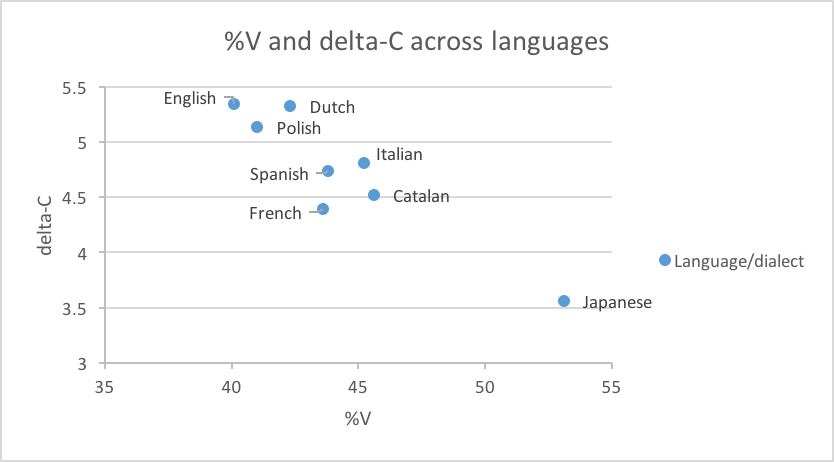 %V and delta-C across languages
5.5
5
4.5
4
3.5
3
delta-C
English
Dutch
Polish
Italian
Spanish
Catalan
French
Japanese
Language/dialect
35
40
45
50
55
%V